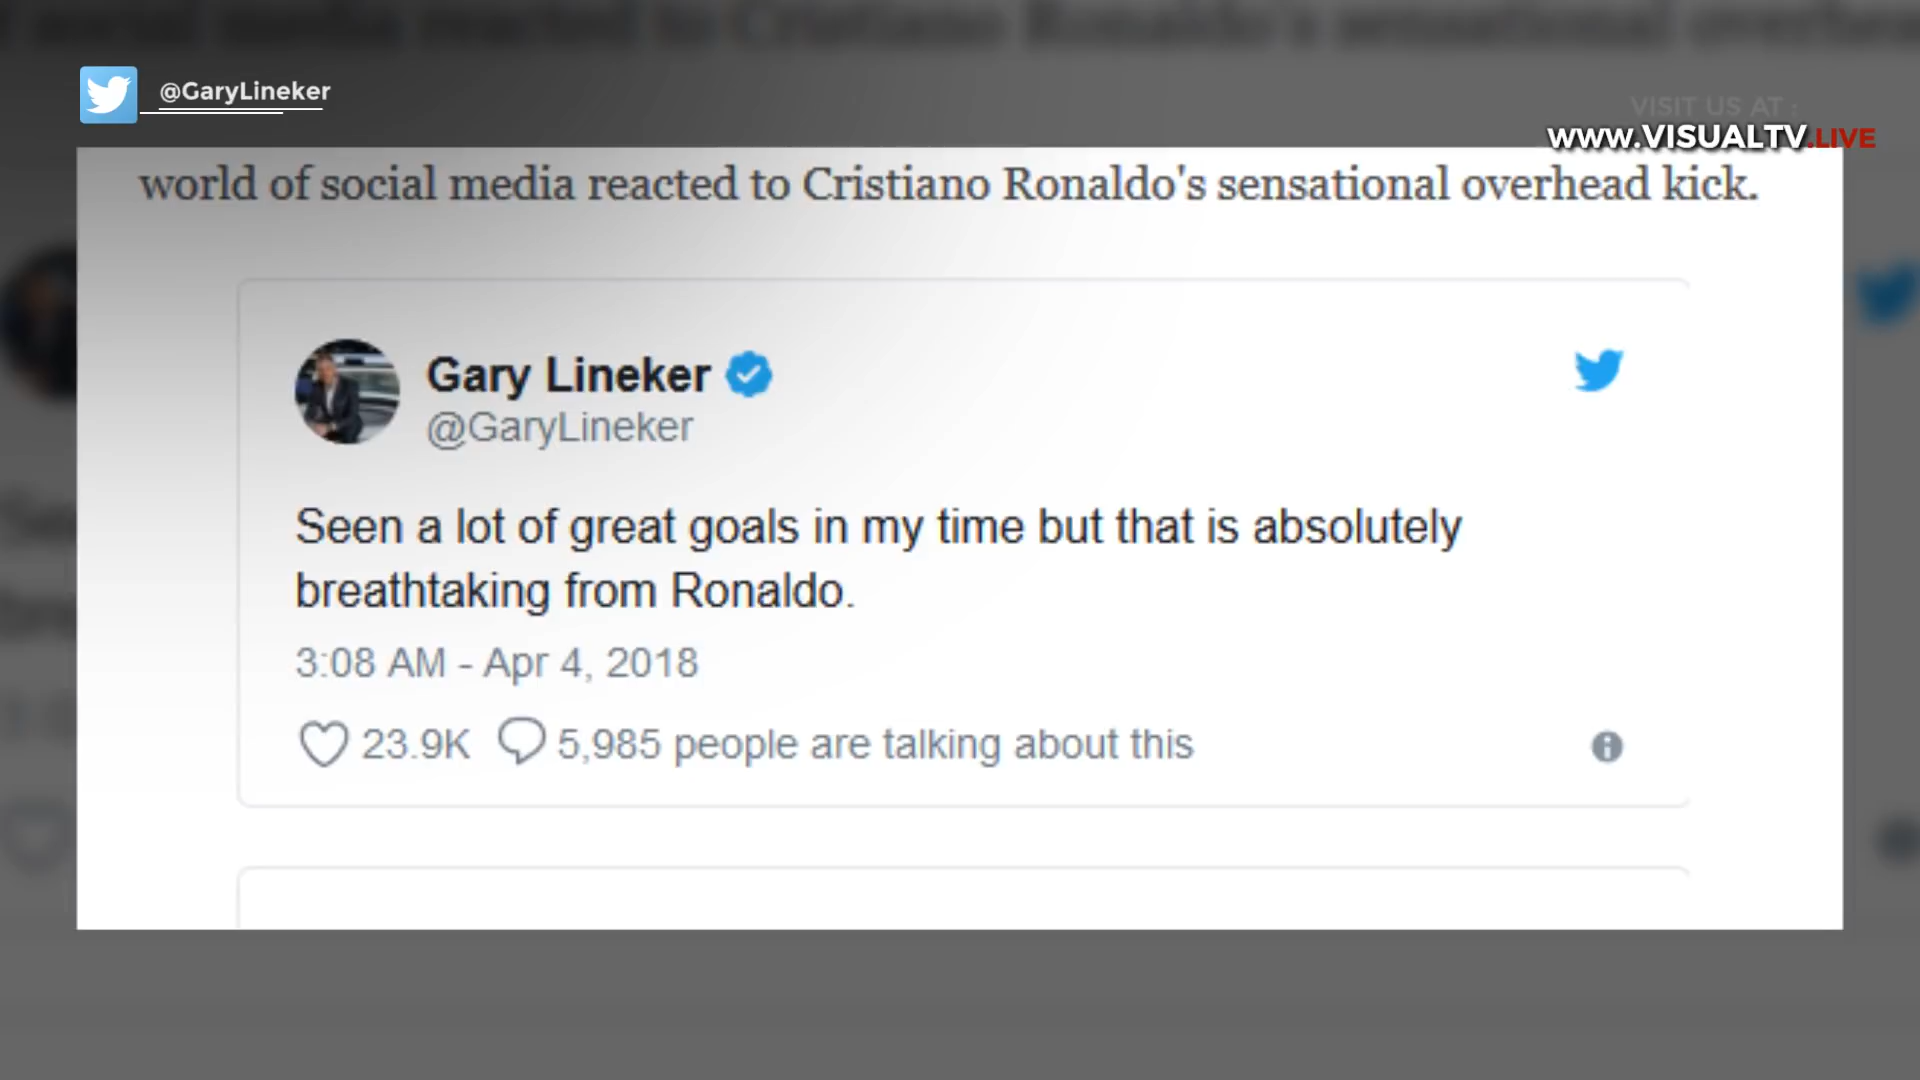 @GaryLineker
VISIT US AT :
WWW.VISUALTV.LIVE
world of social media reacted to Cristiano Ronaldo's sensational overhead kick.
Gary Lineker
@GaryLineker
Seen a lot of great goals in my time but that is absolutely
breathtaking from Ronaldo.
3:08 AM - Apr 4, 2018
23.9K 5,985 people are talking about this